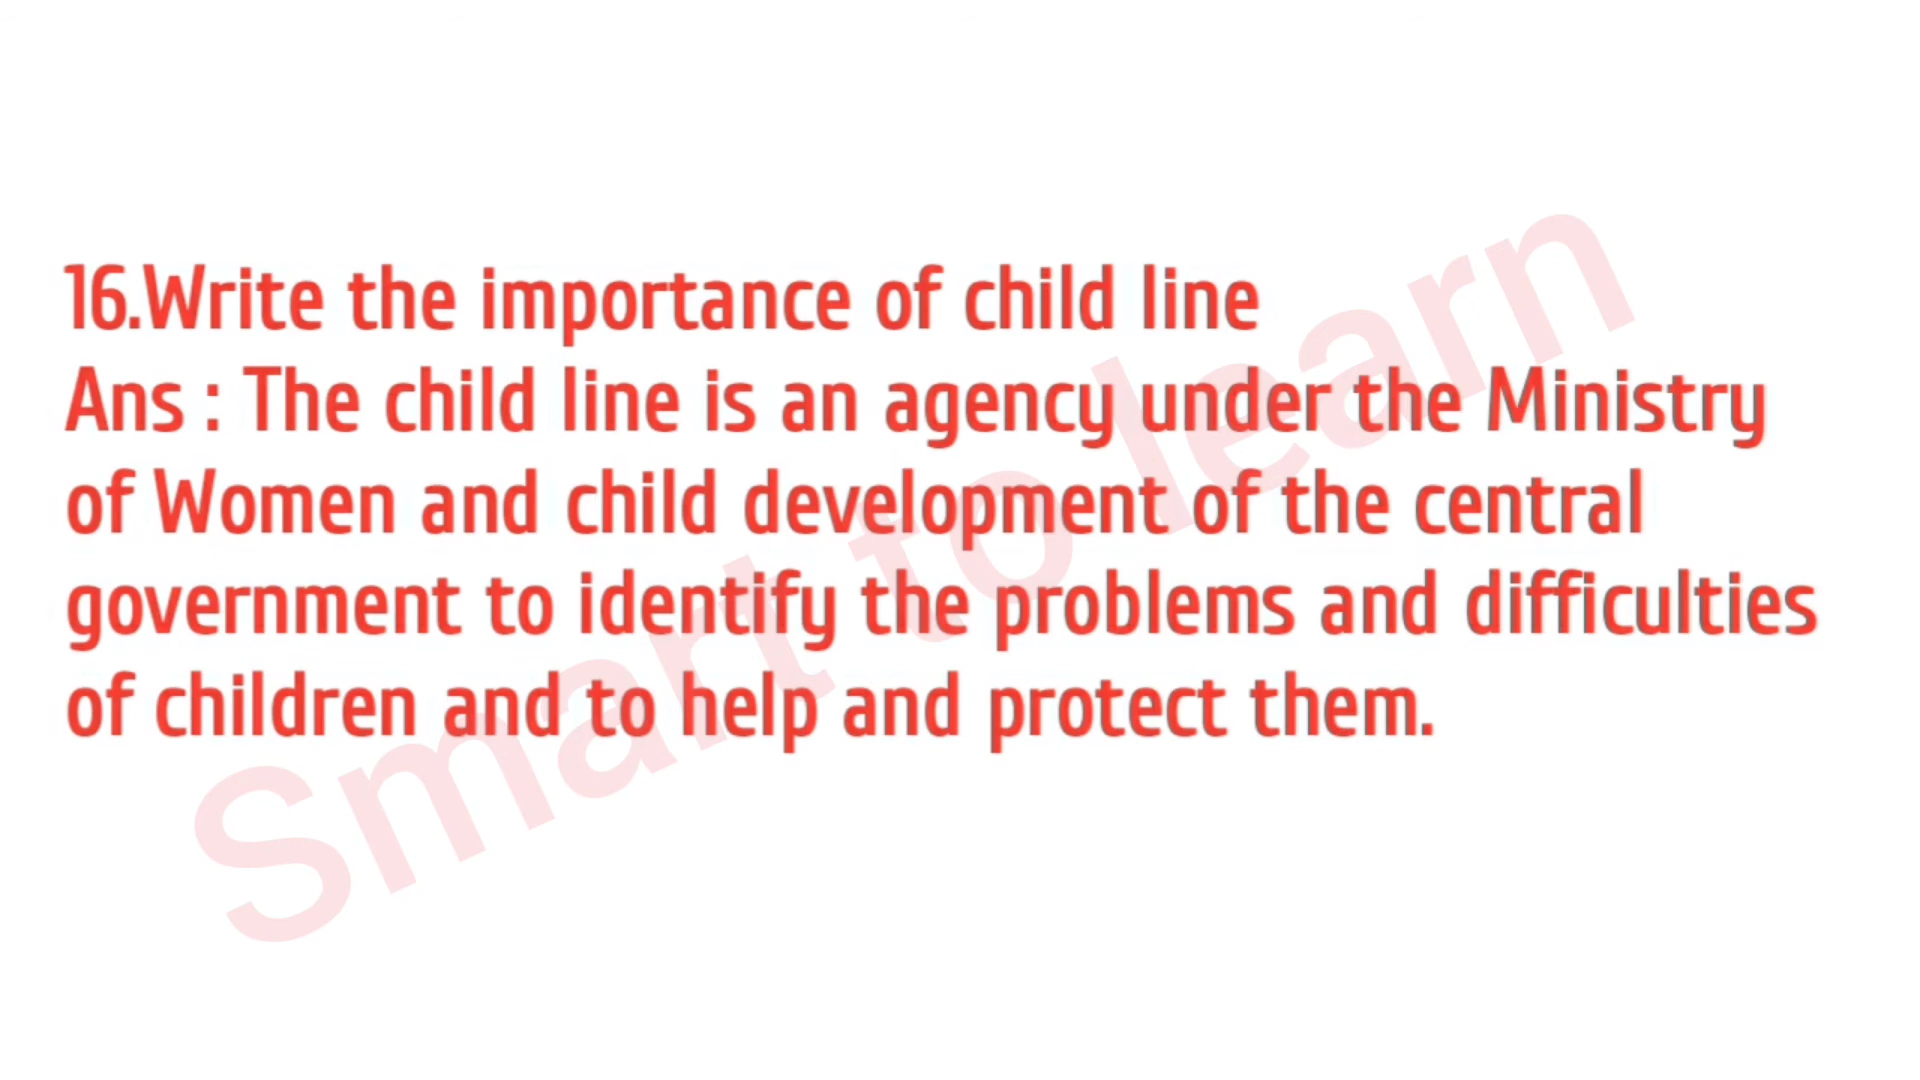 16.Write the importance of child line
Ans : The child line is an agency under the Ministry
of Women and child development of the central
government to identify the problems and difficulties
of children and to help and protect them.
Smart to learn